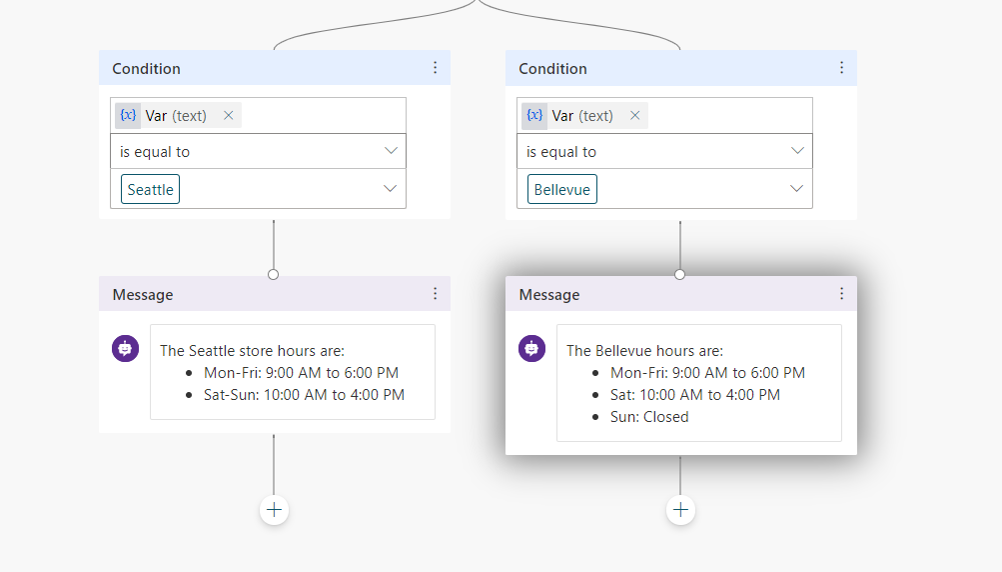 Condition
{x} Var (text)
is equal to
Seattle
Message
The Seattle store hours are:
Mon-Fri: 9:00 AM to 6:00 PM
Sat-Sun: 10:00 AM to 4:00 PM
Condition
{x} Var (text)
is equal to
Bellevue
Message
The Bellevue hours are:
Mon-Fri: 9:00 AM to 6:00 PM
Sat: 10:00 AM to 4:00 PM
Sun: Closed